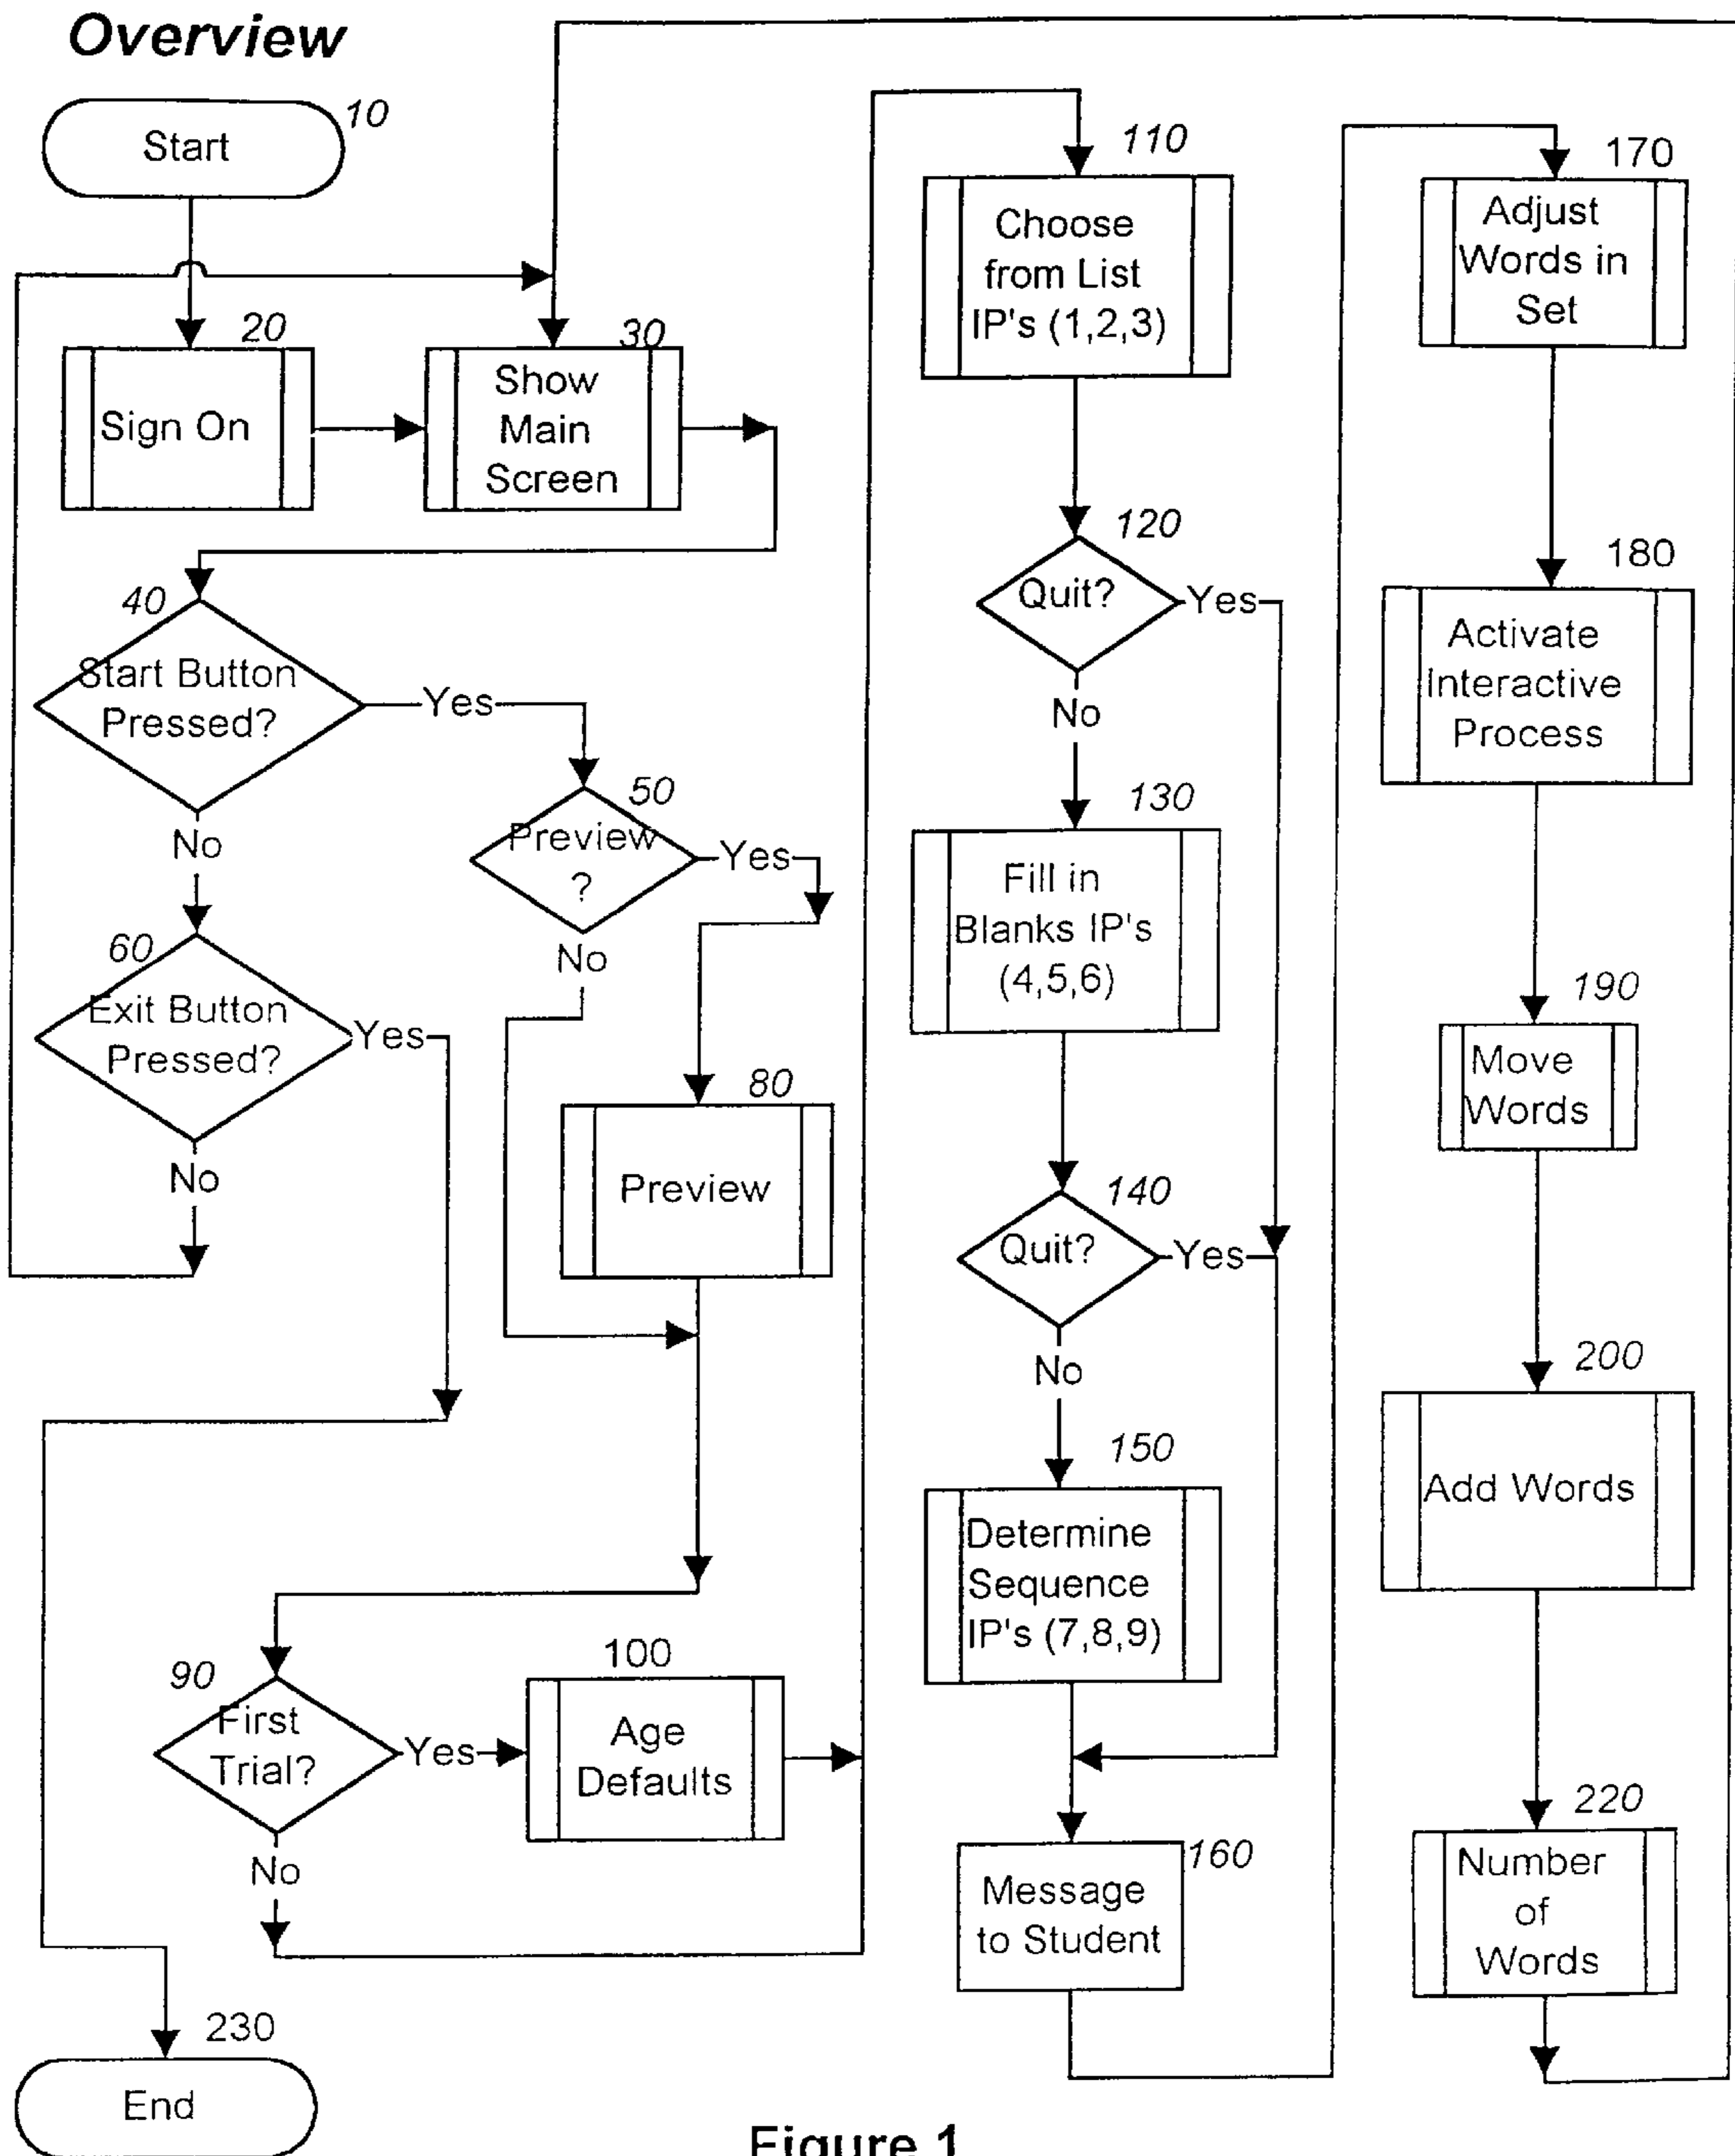 Overview
10
Start
20
Sign On
30
Show
Main
Screen
40
Start Button
Pressed?
Yes
No
50
Preview
?
Yes
No
60
Exit Button
Pressed?
Yes
No
80
Preview
90
First
Trial?
Yes
No
100
Age
Defaults
230
End
110
Choose
from List
IP's (1,2,3)
120
Quit?
Yes
No
130
Fill in
Blanks IP's
(4,5,6)
140
Quit?
Yes
No
150
Determine
Sequence
IP's (7,8,9)
160
Message
to Student
170
Adjust
Words in
Set
180
Activate
Interactive
Process
190
Move
Words
200
Add Words
220
Number
of
Words
Figure 1